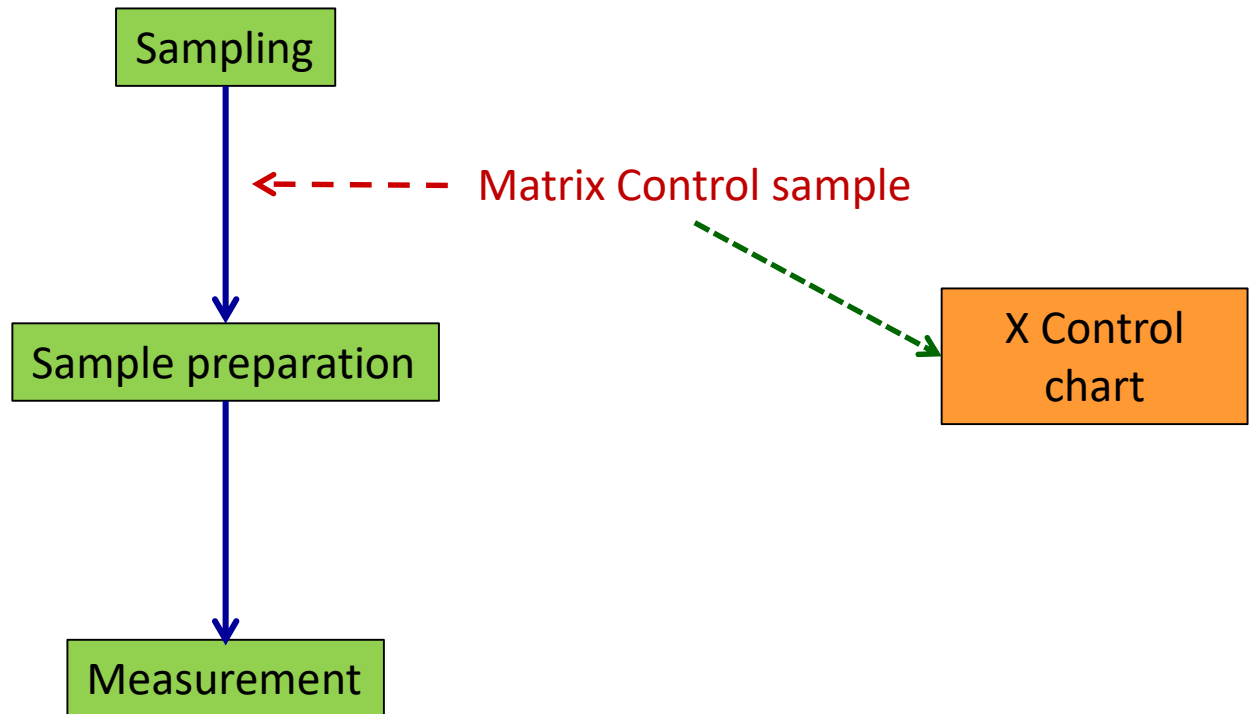 Sampling
Matrix Control sample
Sample preparation
X Control
chart
Measurement